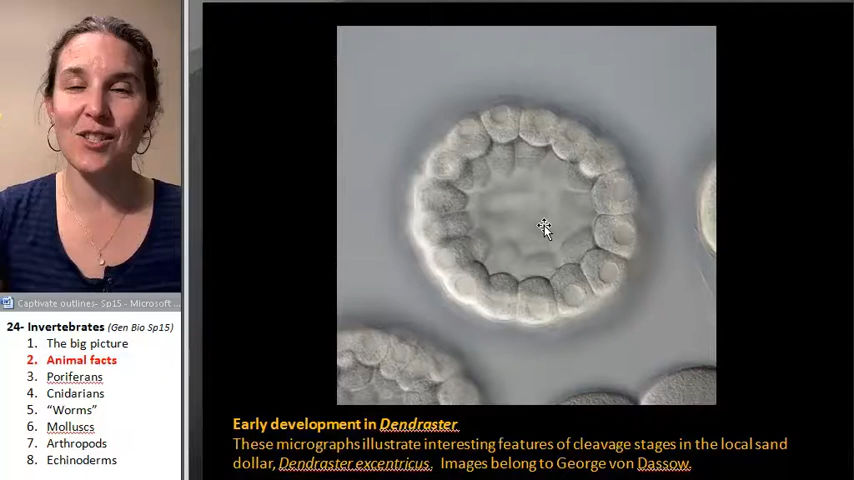 Captivate outlines- Sp15 - Microsoft ...
24- Invertebrates (Gen Bio Sp15)
1. The big picture
2. Animal facts
3. Poriferans
4. Cnidarians
5. "Worms"
6. Molluscs
7. Arthropods
8. Echinoderms
Early development in Dendraster
These micrographs illustrate interesting features of cleavage stages in the local sand
dollar, Dendraster excentricus. Images belong to George von Dassow.